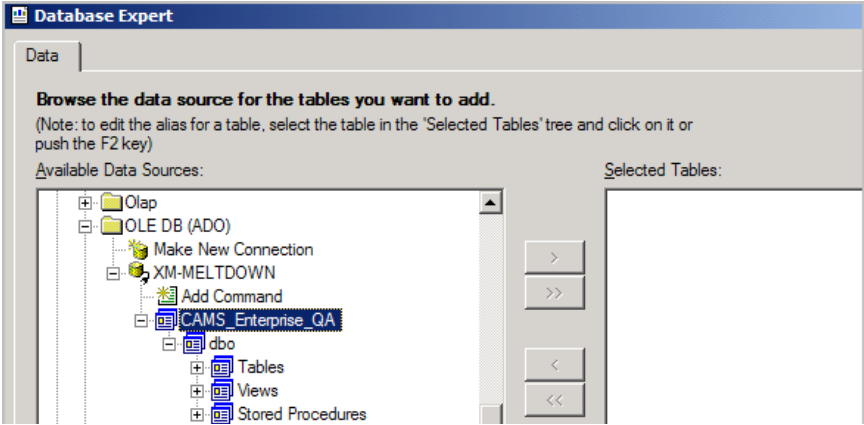 Database Expert
Data
Browse the data source for the tables you want to add.
(Note: to edit the alias for a table, select the table in the 'Selected Tables' tree and click on it or
push the F2 key)
Available Data Sources:
Selected Tables:
Olap
OLE DB (ADO)
Make New Connection
XM-MELTDOWN
Add Command
CAMS_Enterprise_QA
dbo
Tables
Views
Stored Procedures
>
>>
<
<<